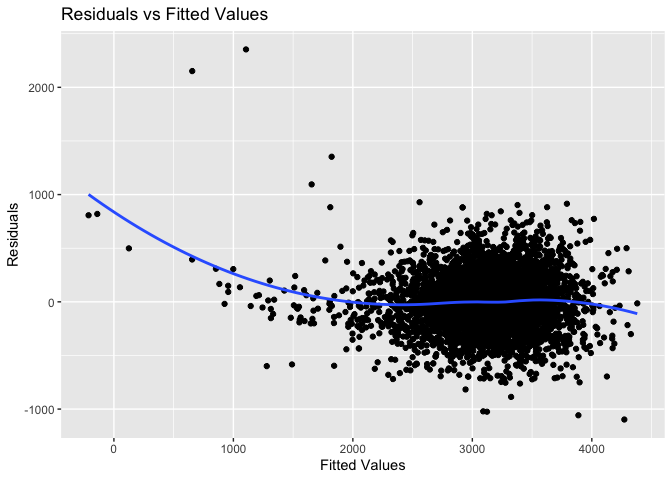 Residuals vs Fitted Values
Residuals
2000
1000
0
-1000
0 1000 2000 3000 4000
Fitted Values